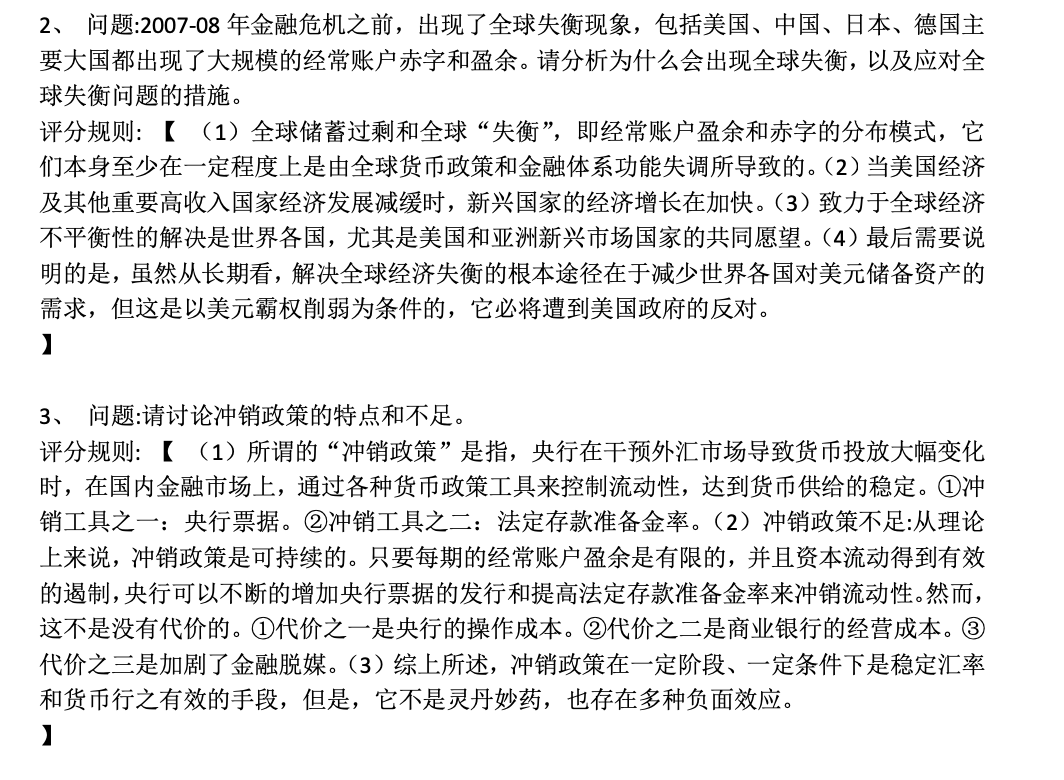 2、 问题:2007-08 年金融危机之前，出现了全球失衡现象，包括美国、中国、日本、德国主
要大国都出现了大规模的经常账户赤字和盈余。请分析为什么会出现全球失衡，以及应对全
球失衡问题的措施。
评分规则: 【 （1）全球储蓄过剩和全球“失衡”，即经常账户盈余和赤字的分布模式，它
们本身至少在一定程度上是由全球货币政策和金融体系功能失调所导致的。（2）当美国经济
及其他重要高收入国家经济发展减缓时，新兴国家的经济增长在加快。（3）致力于全球经济
不平衡性的解决是世界各国，尤其是美国和亚洲新兴市场国家的共同愿望。（4）最后需要说
明的是，虽然从长期看，解决全球经济失衡的根本途径在于减少世界各国对美元储备资产的
需求，但这是以美元霸权削弱为条件的，它必将遭到美国政府的反对。
】
3、 问题:请讨论冲销政策的特点和不足。
评分规则: 【 （1）所谓的“冲销政策”是指，央行在干预外汇市场导致货币投放大幅变化
时，在国内金融市场上，通过各种货币政策工具来控制流动性，达到货币供给的稳定。①冲
销工具之一：央行票据。②冲销工具之二：法定存款准备金率。（2）冲销政策不足:从理论
上来说，冲销政策是可持续的。只要每期的经常账户盈余是有限的，并且资本流动得到有效
的遏制，央行可以不断的增加央行票据的发行和提高法定存款准备金率来冲销流动性。然而，
这不是没有代价的。①代价之一是央行的操作成本。②代价之二是商业银行的经营成本。③
代价之三是加剧了金融脱媒。（3）综上所述，冲销政策在一定阶段、一定条件下是稳定汇率
和货币行之有效的手段，但是，它不是灵丹妙药，也存在多种负面效应。
】